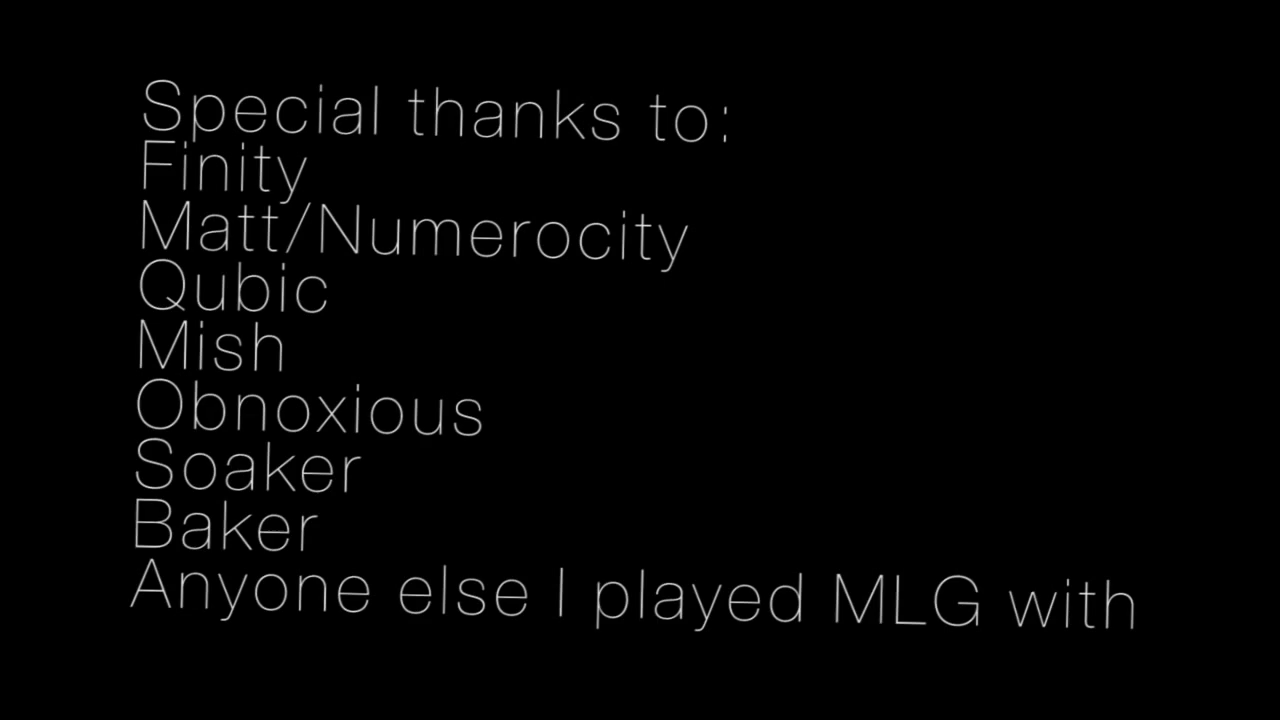 Special thanks to:
Finity
Matt/Numerocity
Qubic
Mish
Obnoxious
Soaker
Baker
Anyone else I played MLG with